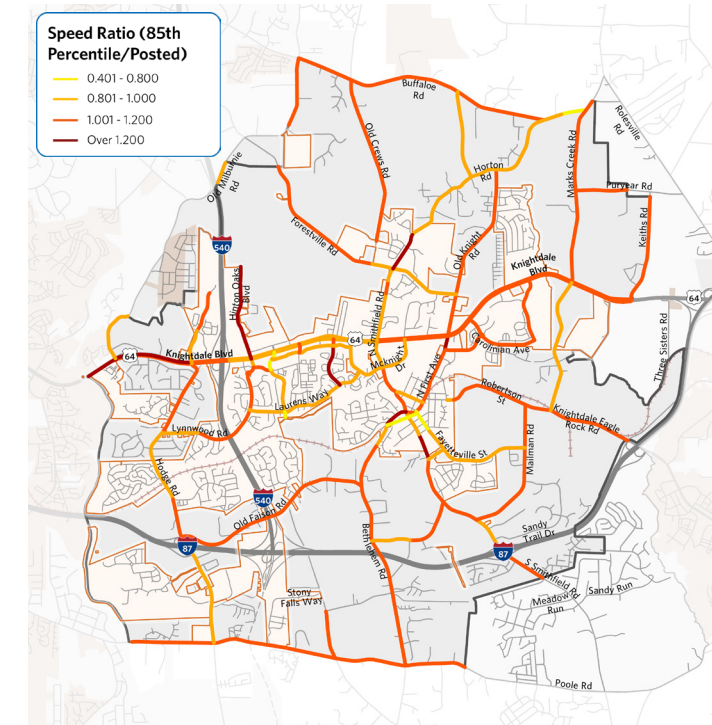 Speed Ratio (85th
Percentile/Posted)
0.401 - 0.800
0.801 - 1.000
1.001 - 1.200
Over 1.200
Buffaloe
Rd
Rolesville
Rd
Old Crews Rd
Marks Creek Rd
Old Milburnie
Rd
Horton
Rd
Puryear Rd
Keiths Rd
Forestville Rd
Old Knight
Rd
540
Knightdale
Blvd
Hinton Oaks
Blvd
64
N Smithfield Rd
64
64
Knightdale Blvd
Mcknight
Dr
Carolinian Ave
Three Sisters Rd
N First Ave
Laurens Way
Robertson
St
Knightdale Eagle
Rock Rd
Lynnwood Rd
Fayetteville St
Mailman Rd
Hodge Rd
540
Old Faison Rd
Bethlehem Rd
Sandy
Trail Dr
87
87
S Smithfield Rd
Stony
Falls Way
Meadow
Run
Sandy Run
Poole Rd